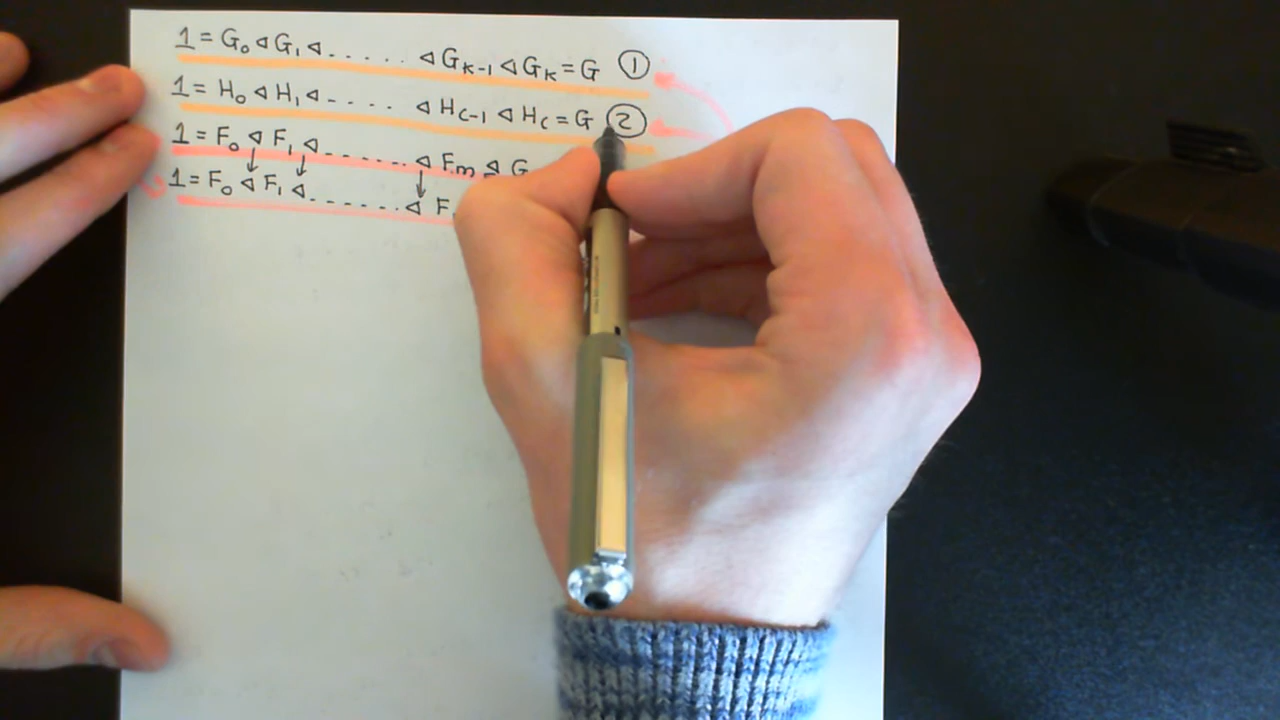 1 = G₀ ◁ G₁ ◁ . . . . . . ◁ Gₖ₋₁ ◁ Gₖ = G ①
1 = H₀ ◁ H₁ ◁ - . . . . ◁ H꜀₋₁ ◁ H꜀ = G ②
1 = F₀ ◁ F₁ ◁ - . . . . . . ◁ Fₘ ⊴ G
↓ ↓ ↓
1 = F₀ ◁ F₁ ◁ . . . . . . . ◁ F